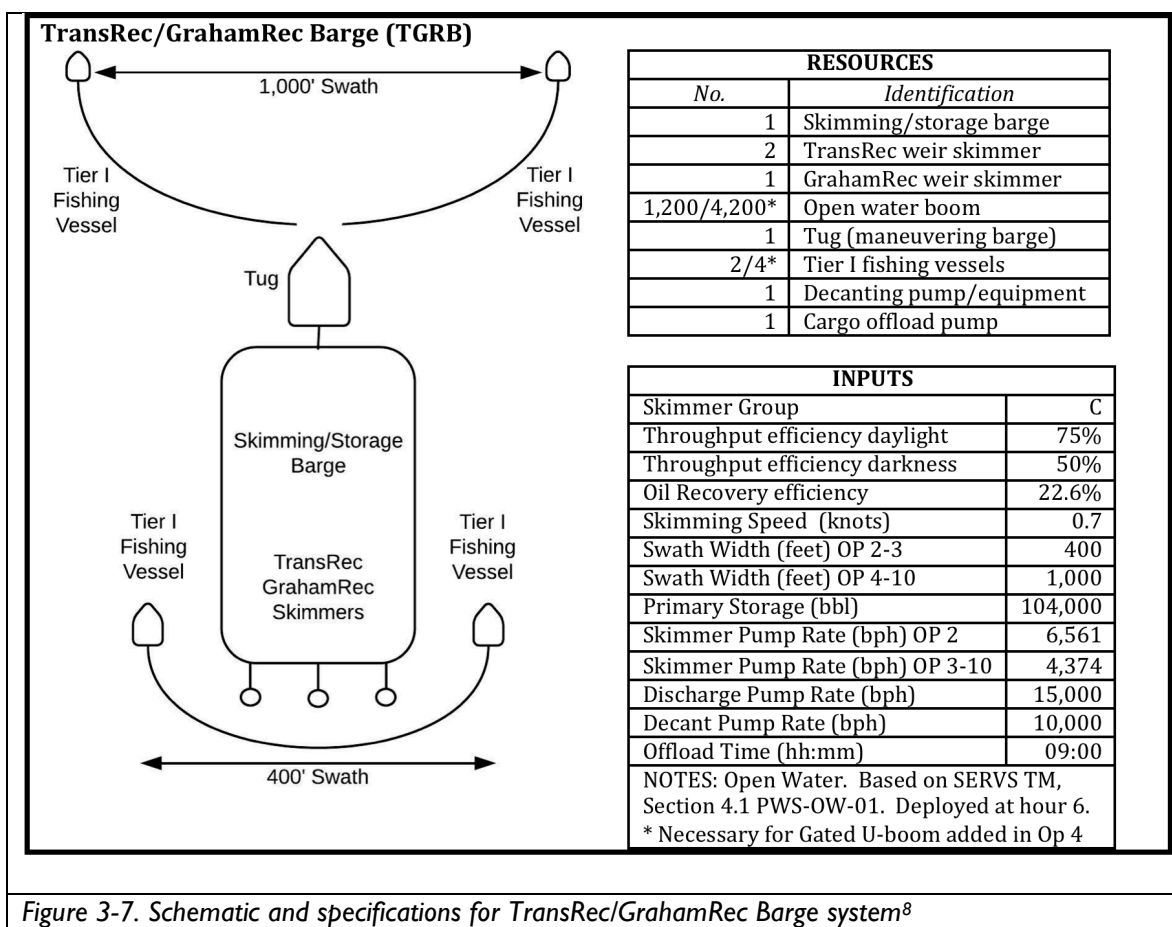 TransRec/GrahamRec Barge (TGRB)
1,000' Swath
Tier I
Fishing
Vessel
Tier I
Fishing
Vessel
Tug
Skimming/Storage
Barge
TransRec
GrahamRec
Skimmers
Tier I
Fishing
Vessel
Tier I
Fishing
Vessel
400' Swath
RESOURCES
No. Identification
1 Skimming/storage barge
2 TransRec weir skimmer
1 GrahamRec weir skimmer
1,200/4,200* Open water boom
1 Tug (maneuvering barge)
2/4* Tier I fishing vessels
1 Decanting pump/equipment
1 Cargo offload pump
INPUTS
Skimmer Group C
Throughput efficiency daylight 75%
Throughput efficiency darkness 50%
Oil Recovery efficiency 22.6%
Skimming Speed (knots) 0.7
Swath Width (feet) OP 2-3 400
Swath Width (feet) OP 4-10 1,000
Primary Storage (bbl) 104,000
Skimmer Pump Rate (bph) OP 2 6,561
Skimmer Pump Rate (bph) OP 3-10 4,374
Discharge Pump Rate (bph) 15,000
Decant Pump Rate (bph) 10,000
Offload Time (hh:mm) 09:00
NOTES: Open Water. Based on SERVS TM,
Section 4.1 PWS-OW-01. Deployed at hour 6.
* Necessary for Gated U-boom added in Op 4
Figure 3-7. Schematic and specifications for TransRec/GrahamRec Barge system8